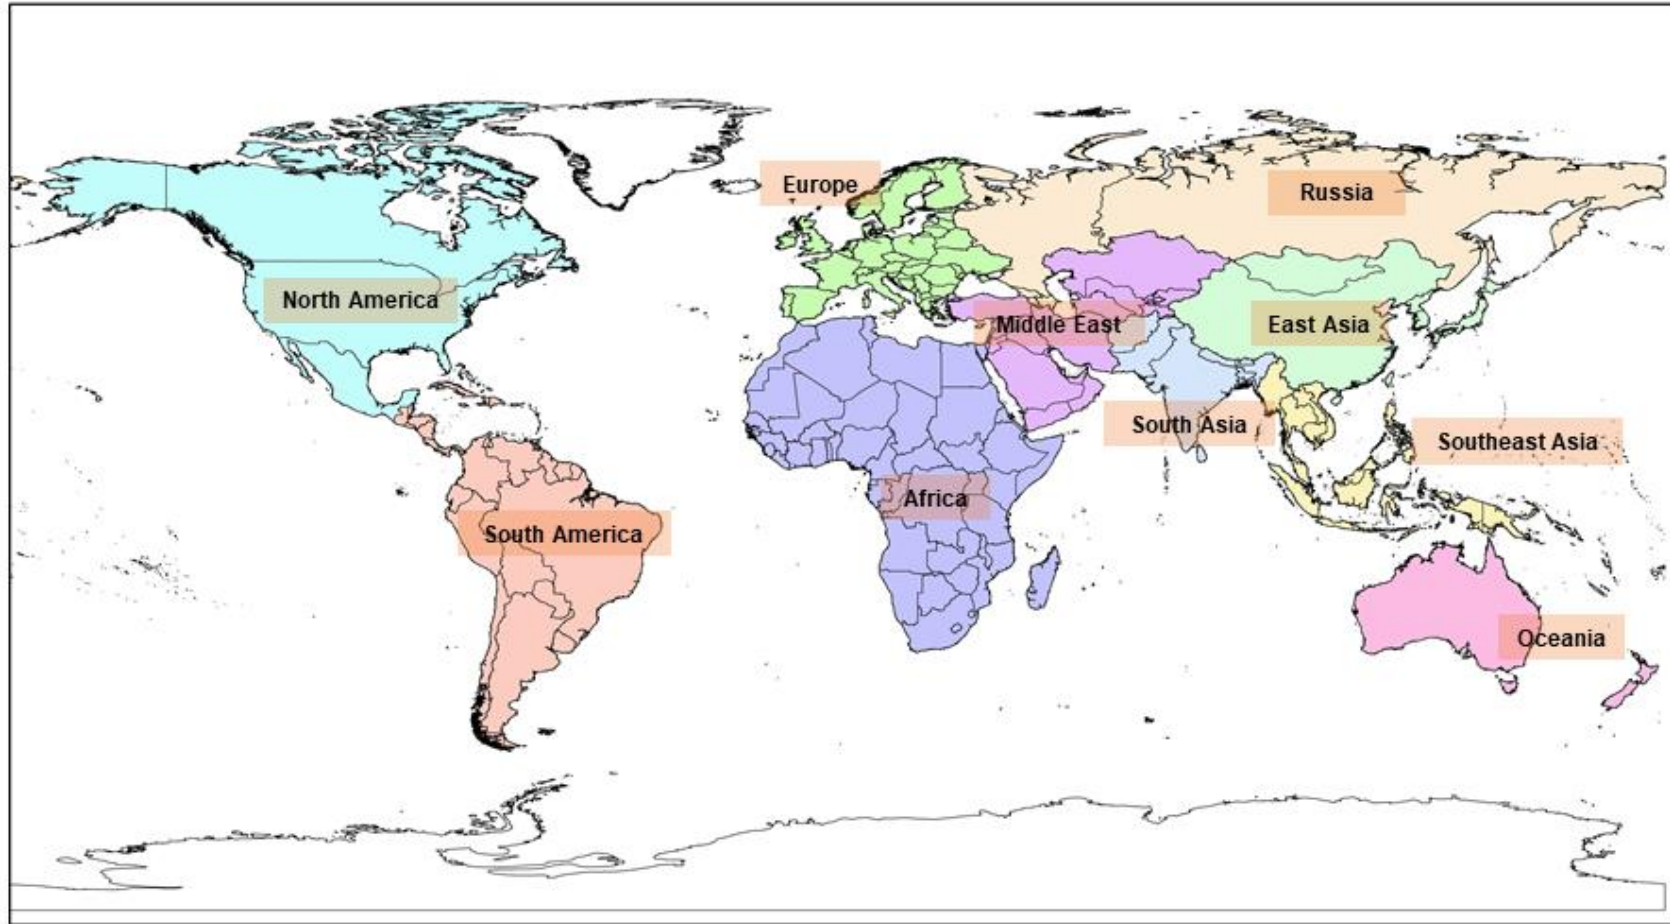 Europe
Russia
North America
Middle East
East Asia
South Asia
Southeast Asia
Africa
South America
Oceania